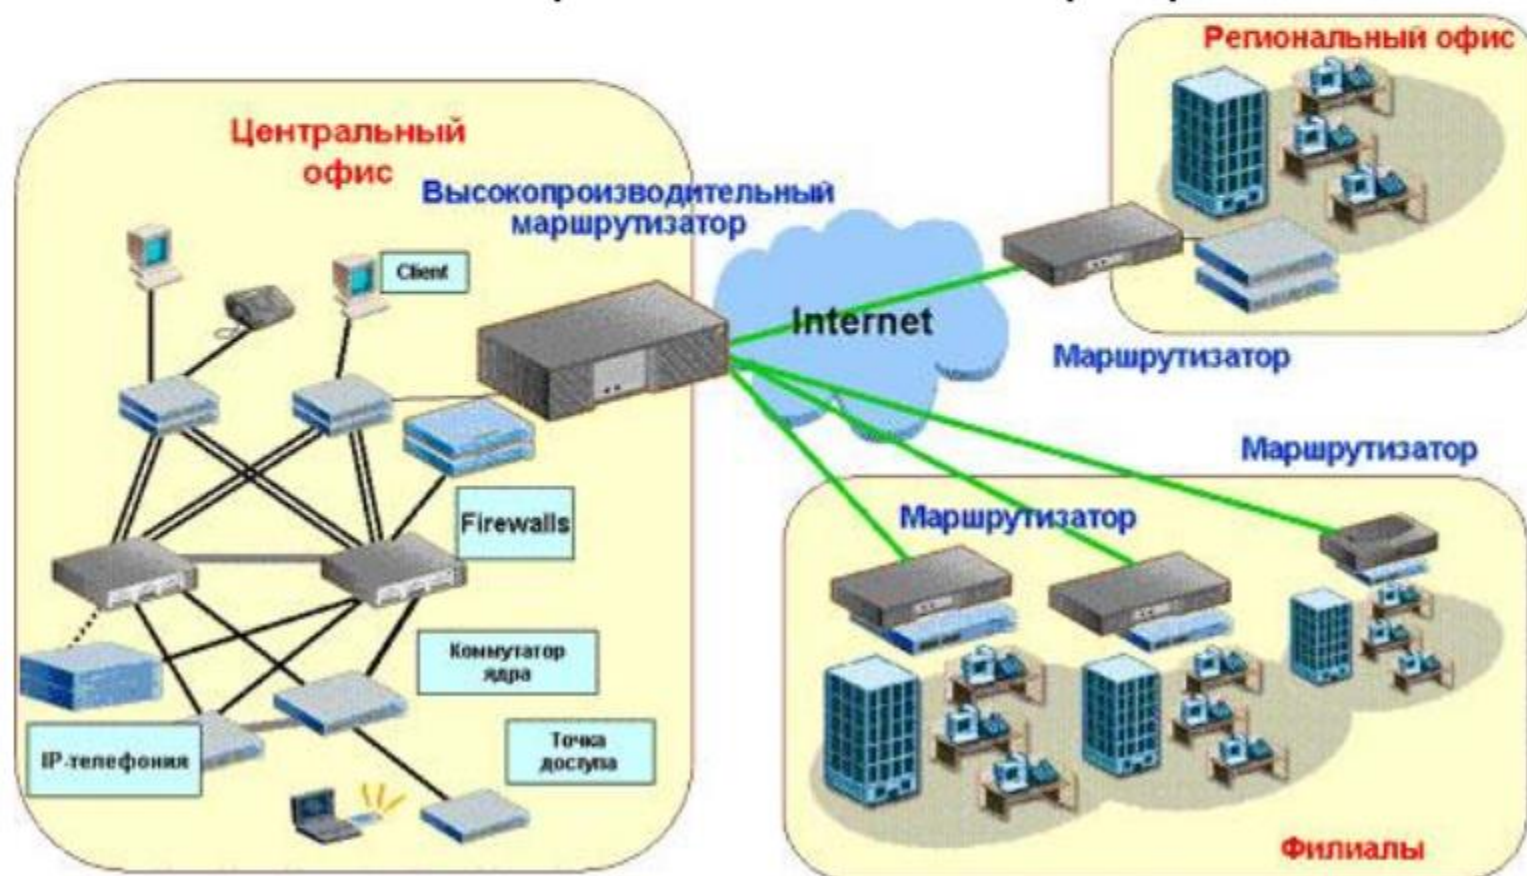 Региональный офис
Центральный
офис
Высокопроизводительный
маршрутизатор
Client
Internet
Маршрутизатор
Маршрутизатор
Маршрутизатор
Firewalls
Коммутатор
ядра
IP-телефония
Точка
доступа
Филиалы